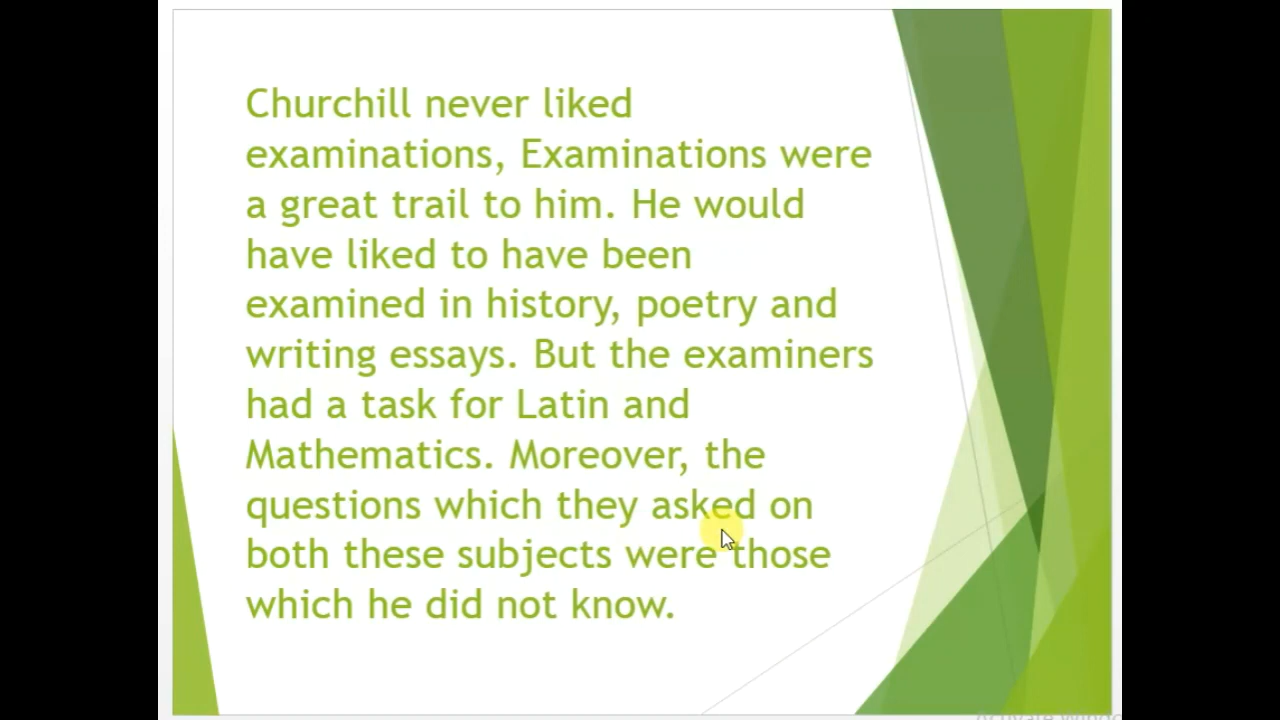 Churchill never liked
examinations, Examinations were
a great trail to him. He would
have liked to have been
examined in history, poetry and
writing essays. But the examiners
had a task for Latin and
Mathematics. Moreover, the
questions which they asked on
both these subjects were those
which he did not know.